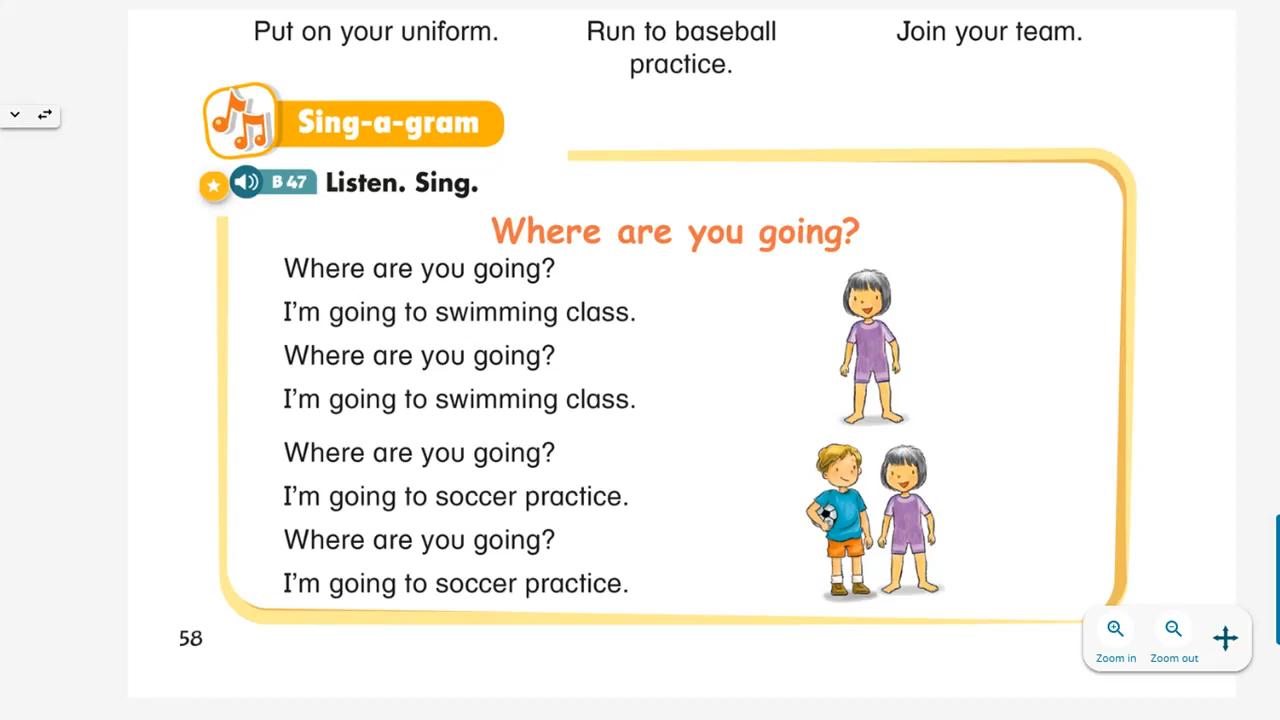 Put on your uniform.
Run to baseball
practice.
Join your team.
Sing-a-gram
B 47 Listen. Sing.
Where are you going?
Where are you going?
I'm going to swimming class.
Where are you going?
I'm going to swimming class.
Where are you going?
I'm going to soccer practice.
Where are you going?
I'm going to soccer practice.
58
Zoom in Zoom out